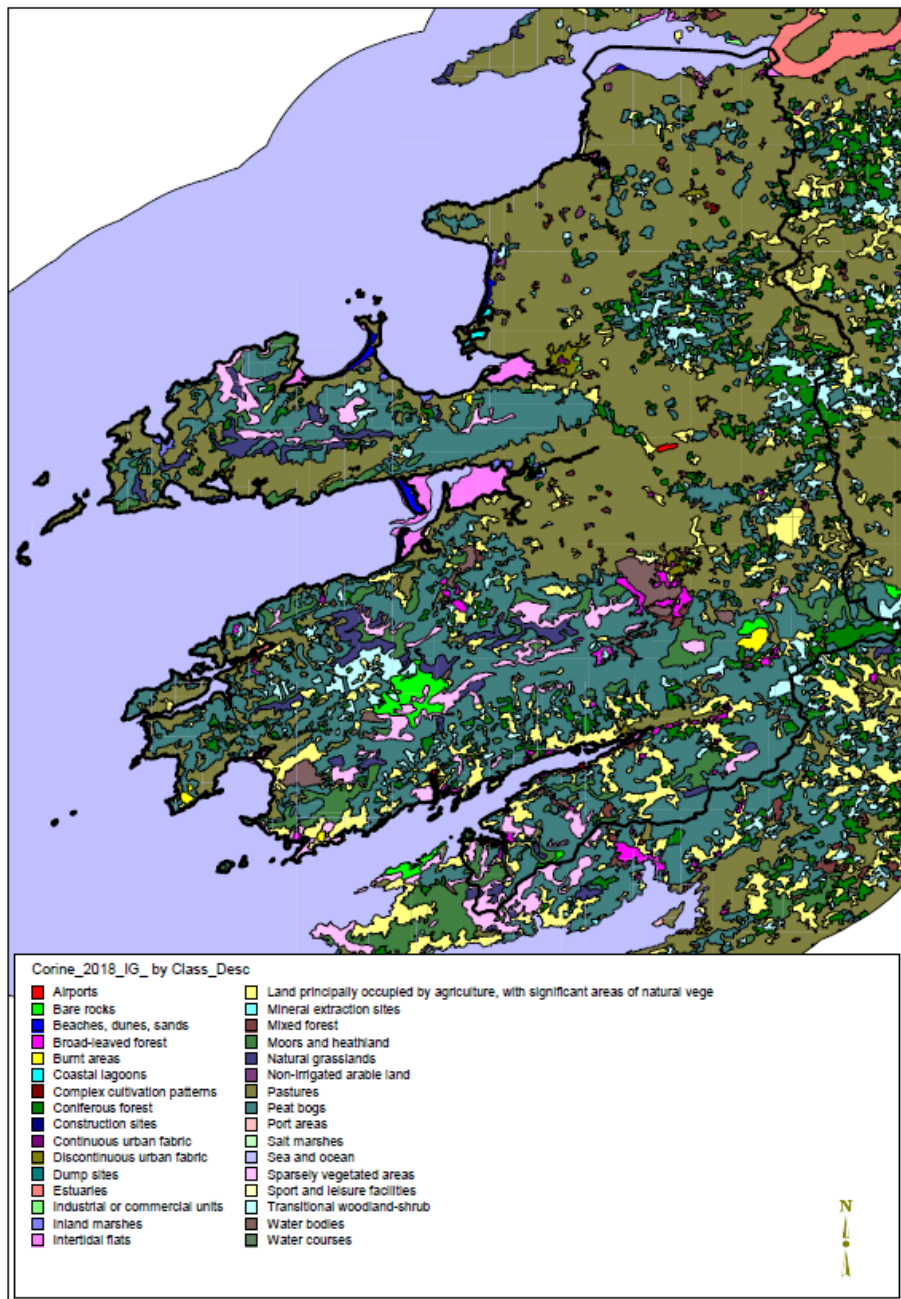 Corine_2018_IG_ by Class_Desc
Airports
Bare rocks
Beaches, dunes, sands
Broad-leaved forest
Burnt areas
Coastal lagoons
Complex cultivation patterns
Coniferous forest
Construction sites
Continuous urban fabric
Discontinuous urban fabric
Dump sites
Estuaries
Industrial or commercial units
Inland marshes
Intertidal flats
Land principally occupied by agriculture, with significant areas of natural vege
Mineral extraction sites
Mixed forest
Moors and heathland
Natural grasslands
Non-irrigated arable land
Pastures
Peat bogs
Port areas
Salt marshes
Sea and ocean
Sparsely vegetated areas
Sport and leisure facilities
Transitional woodland-shrub
Water bodies
Water courses
N